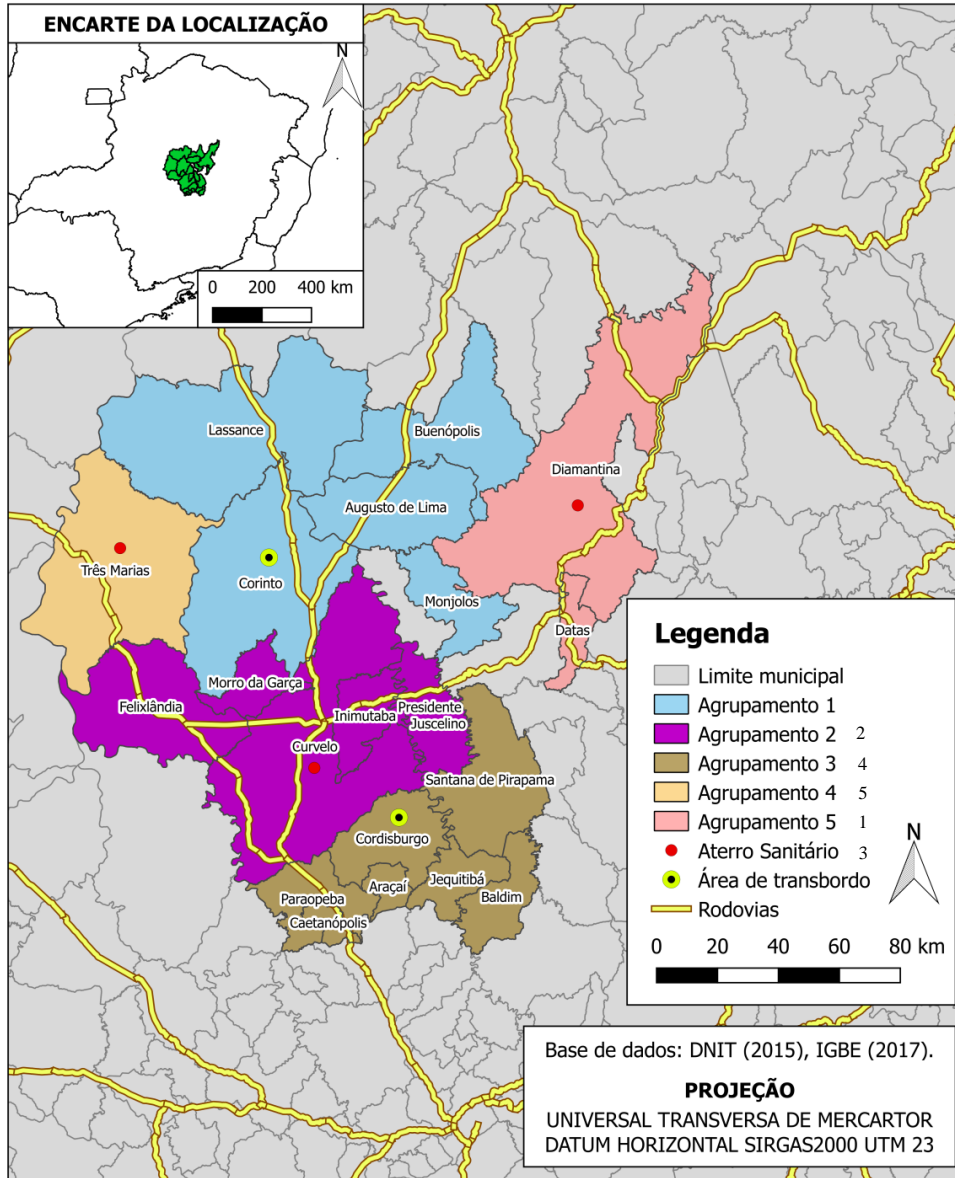 ENCARTE DA LOCALIZAÇÃO
N
0 200 400 km
Lassance
Buenópolis
Diamantina
Augusto de Lima
Três Marias
Corinto
Monjolos
Datas
Morro da Garça
Felixlândia
Inimutaba
Presidente
Juscelino
Curvelo
Santana de Pirapama
Cordisburgo
Araçaí
Jequitibá
Paraopeba
Baldim
Caetanópolis
Legenda
Limite municipal
Agrupamento 1
Agrupamento 2 2
Agrupamento 3 4
Agrupamento 4 5
Agrupamento 5 1
Aterro Sanitário 3
Área de transbordo
Rodovias
N
0 20 40 60 80 km
Base de dados: DNIT (2015), IGBE (2017).
PROJEÇÃO
UNIVERSAL TRANSVERSA DE MERCARTOR
DATUM HORIZONTAL SIRGAS2000 UTM 23